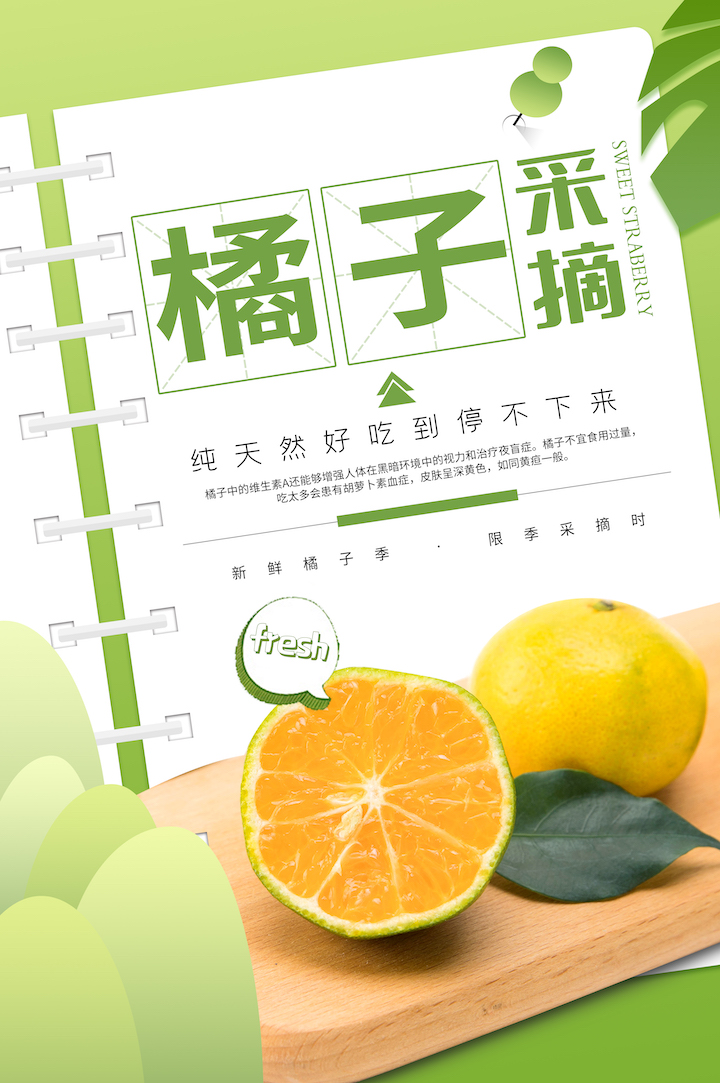 橘子
采摘
SWEET STRABERRY
纯天然好吃到停不下来
橘子中的维生素A还能够增强人体在黑暗环境中的视力和治疗夜盲症。橘子不宜食用过量，
吃太多会患有胡萝卜素血症，皮肤呈深黄色，如同黄疸一般。
新鲜橘子季 · 限季采摘时
fresh